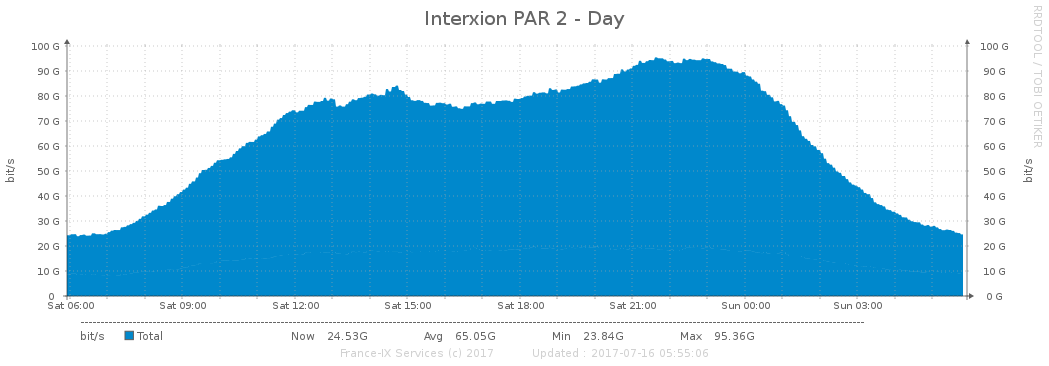 Interxion PAR 2 - Day
RRDTOOL / TOBI OETIKER
100 G 100 G
90 G 90 G
80 G 80 G
70 G 70 G
60 G 60 G
50 G 50 G
40 G 40 G
30 G 30 G
20 G 20 G
10 G 10 G
0 0 G
bit/s bit/s
Sat 06:00 Sat 09:00 Sat 12:00 Sat 15:00 Sat 18:00 Sat 21:00 Sun 00:00 Sun 03:00
bit/s Total Now 24.53G Avg 65.05G Min 23.84G Max 95.36G
France-IX Services (c) 2017 Updated : 2017-07-16 05:55:06